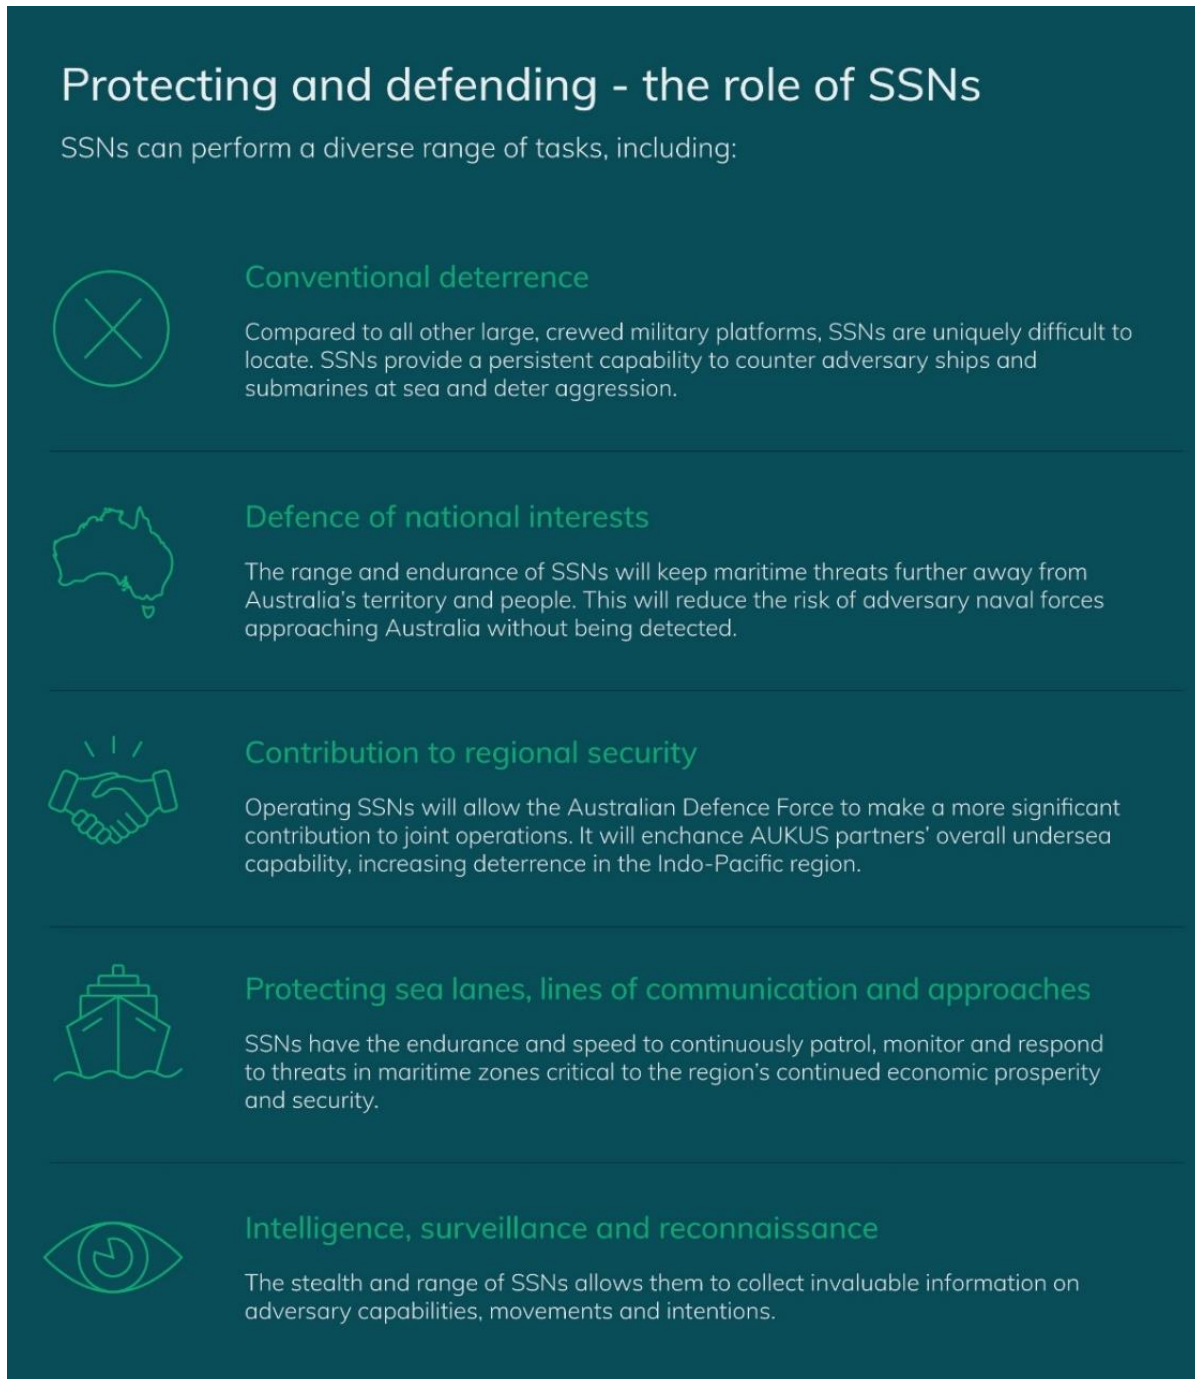 Protecting and defending - the role of SSNs
SSNs can perform a diverse range of tasks, including:
Conventional deterrence
Compared to all other large, crewed military platforms, SSNs are uniquely difficult to
locate. SSNs provide a persistent capability to counter adversary ships and
submarines at sea and deter aggression.
Defence of national interests
The range and endurance of SSNs will keep maritime threats further away from
Australia's territory and people. This will reduce the risk of adversary naval forces
approaching Australia without being detected.
Contribution to regional security
Operating SSNs will allow the Australian Defence Force to make a more significant
contribution to joint operations. It will enchance AUKUS partners' overall undersea
capability, increasing deterrence in the Indo-Pacific region.
Protecting sea lanes, lines of communication and approaches
SSNs have the endurance and speed to continuously patrol, monitor and respond
to threats in maritime zones critical to the region's continued economic prosperity
and security.
Intelligence, surveillance and reconnaissance
The stealth and range of SSNs allows them to collect invaluable information on
adversary capabilities, movements and intentions.